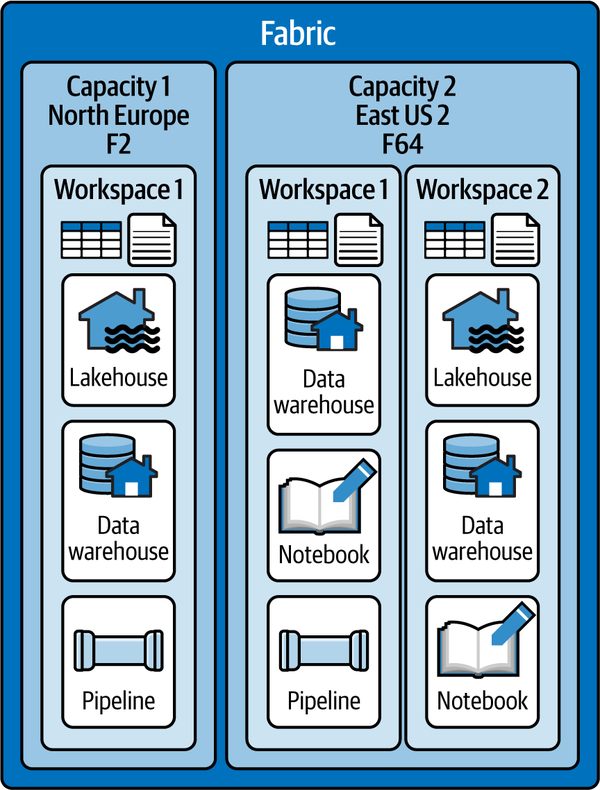 Fabric
Capacity 1
North Europe
F2
Workspace 1
Lakehouse
Data
warehouse
Pipeline
Capacity 2
East US 2
F64
Workspace 1
Data
warehouse
Notebook
Pipeline
Workspace 2
Lakehouse
Data
warehouse
Notebook